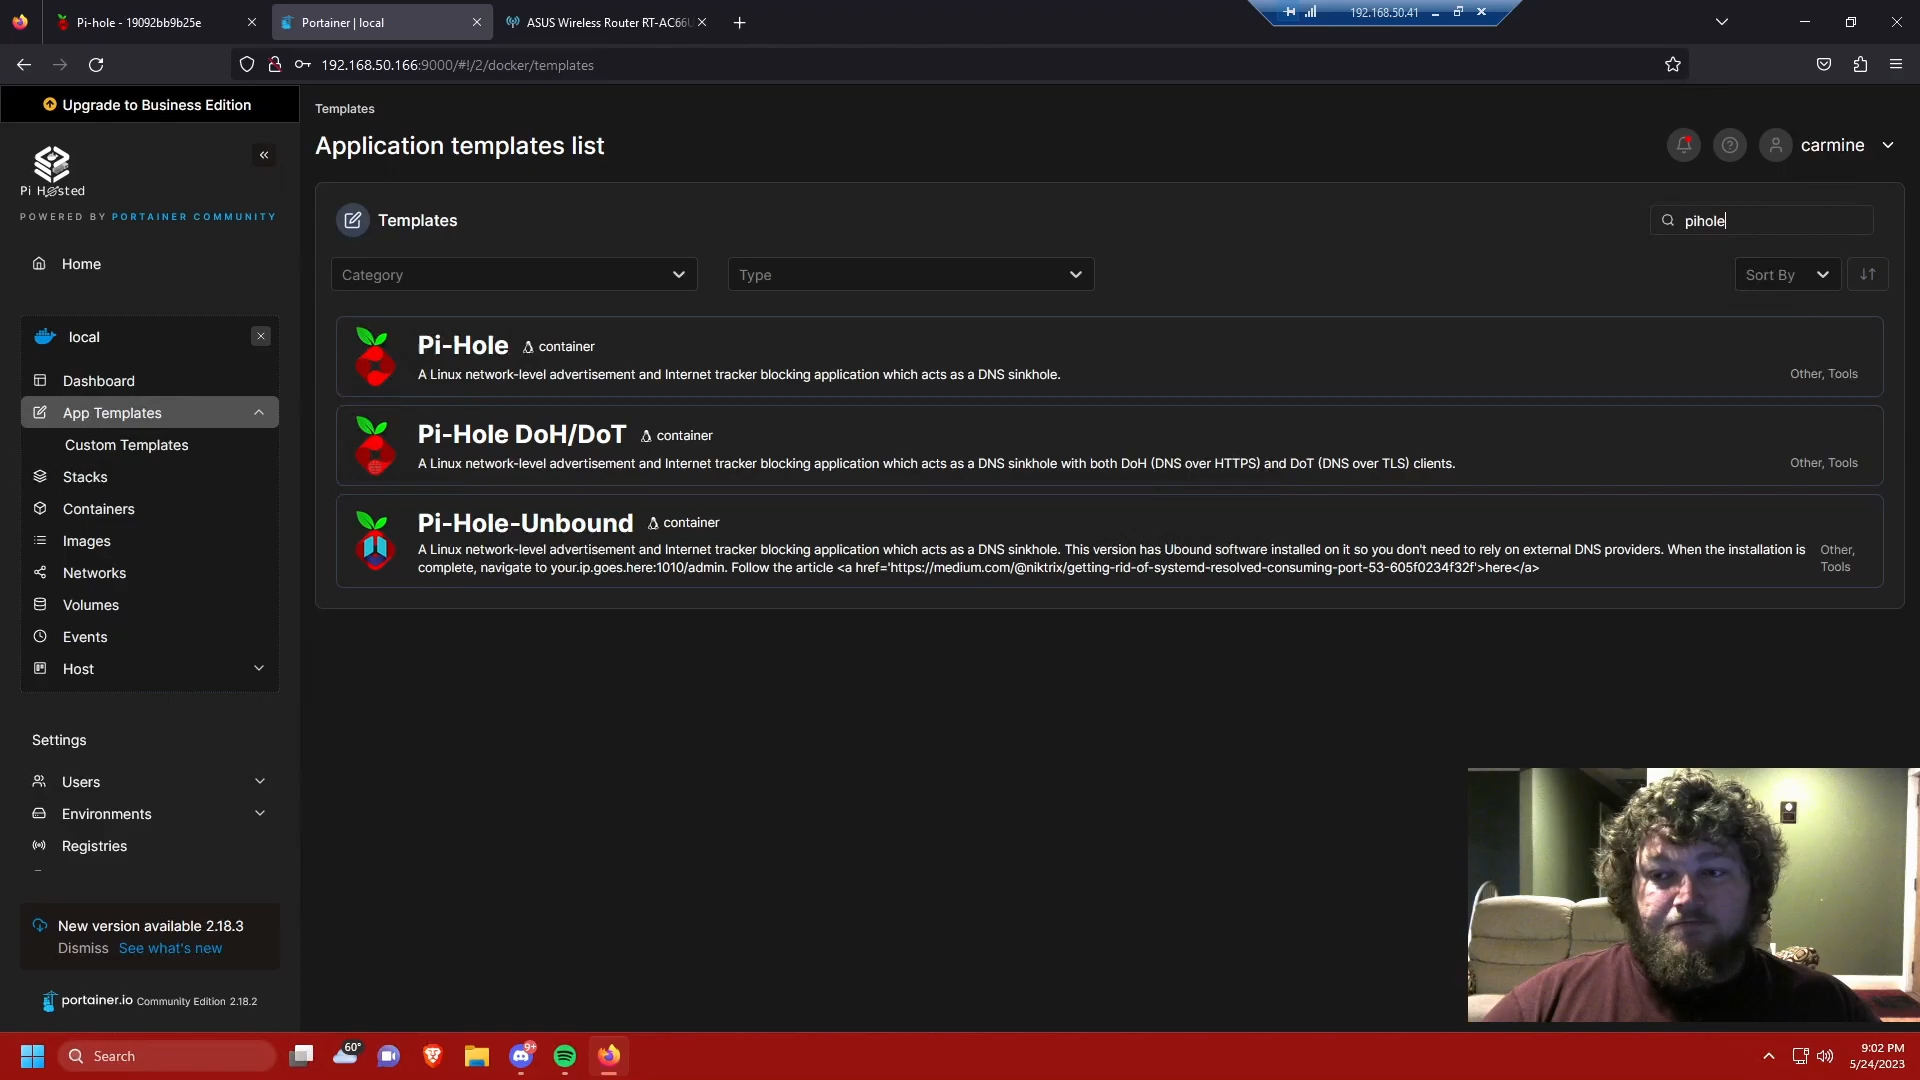 Pi-hole - 19092bb9b25e
Portainer | local
ASUS Wireless Router RT-AC66U
192.168.50.41
192.168.50.166:9000/#!/2/docker/templates
Upgrade to Business Edition
Pi Hosted
POWERED BY PORTAINER COMMUNITY
Home
local
Dashboard
App Templates
Custom Templates
Stacks
Containers
Images
Networks
Volumes
Events
Host
Settings
Users
Environments
Registries
New version available 2.18.3
Dismiss See what's new
portainer.io Community Edition 2.18.2
Templates
Application templates list
carmine
Templates
pihole
Category
Type
Sort By
Pi-Hole container
A Linux network-level advertisement and Internet tracker blocking application which acts as a DNS sinkhole.
Other, Tools
Pi-Hole DoH/DoT container
A Linux network-level advertisement and Internet tracker blocking application which acts as a DNS sinkhole with both DoH (DNS over HTTPS) and DoT (DNS over TLS) clients.
Other, Tools
Pi-Hole-Unbound container
A Linux network-level advertisement and Internet tracker blocking application which acts as a DNS sinkhole. This version has Ubound software installed on it so you don't need to rely on external DNS providers. When the installation is
complete, navigate to your.ip.goes.here:1010/admin. Follow the article <a href='https://medium.com/@niktrix/getting-rid-of-systemd-resolved-consuming-port-53-605f0234f32f'>here</a>
Other,
Tools
Search
60°
9+
9:02 PM
5/24/2023